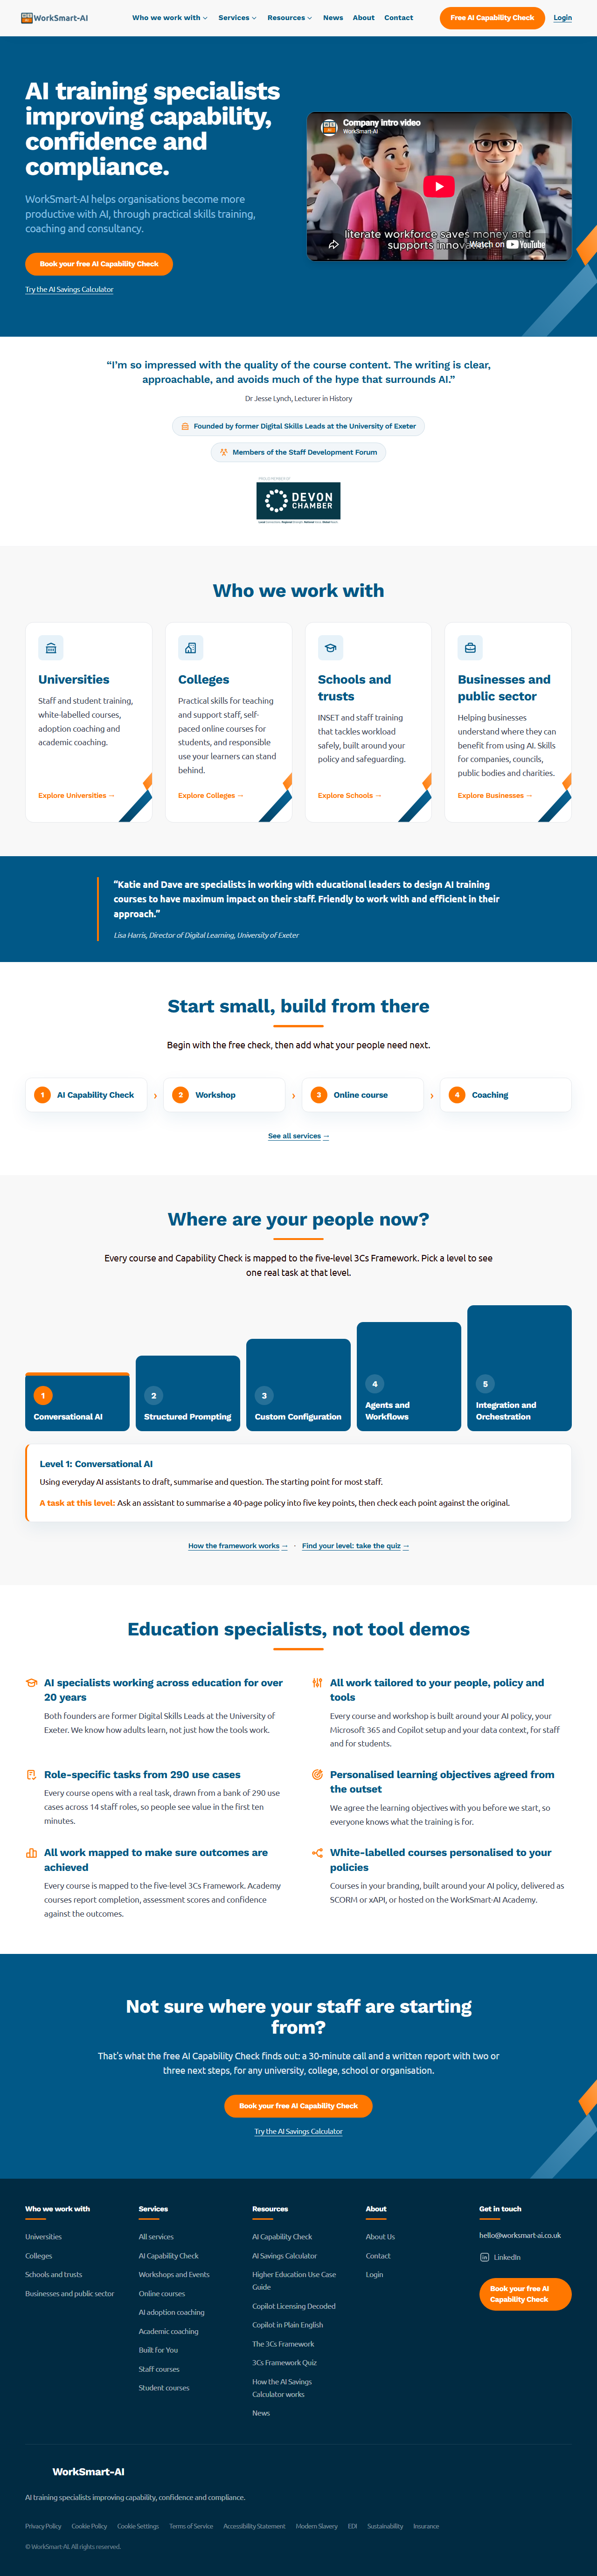 WorkSmart-AI
Who we work with
Services
Resources
News
About
Contact
Free AI Capability Check
Login
AI training specialists
improving capability,
confidence and
compliance.
WorkSmart-AI helps organisations become more
productive with AI, through practical skills training,
coaching and consultancy.
Book your free AI Capability Check
Try the AI Savings Calculator
Company intro video
WorkSmart-AI
literate workforce saves money and
supports innova
Watch on YouTube
“I’m so impressed with the quality of the course content. The writing is clear,
approachable, and avoids much of the hype that surrounds AI.”
Dr Jesse Lynch, Lecturer in History
Founded by former Digital Skills Leads at the University of Exeter
Members of the Staff Development Forum
DEVON
CHAMBER
Who we work with
Universities
Staff and student training,
white-labelled courses,
adoption coaching and
academic coaching.
Explore Universities →
Colleges
Practical skills for teaching
and support staff, self-
paced online courses for
students, and responsible
use your learners can stand
behind.
Explore Colleges →
Schools and
trusts
INSET and staff training
that tackles workload
safely, built around your
policy and safeguarding.
Explore Schools →
Businesses and
public sector
Helping businesses
understand where they can
benefit from using AI. Skills
for companies, councils,
public bodies and charities.
Explore Businesses →
“Katie and Dave are specialists in working with educational leaders to design AI training
courses to have maximum impact on their staff. Friendly to work with and efficient in their
approach.”
Lisa Harris, Director of Digital Learning, University of Exeter
Start small, build from there
Begin with the free check, then add what your people need next.
1 AI Capability Check
›
2 Workshop
›
3 Online course
›
4 Coaching
See all services →
Where are your people now?
Every course and Capability Check is mapped to the five-level 3Cs Framework. Pick a level to see
one real task at that level.
1
Conversational AI
2
Structured Prompting
3
Custom Configuration
4
Agents and
Workflows
5
Integration and
Orchestration
Level 1: Conversational AI
Using everyday AI assistants to draft, summarise and question. The starting point for most staff.
A task at this level: Ask an assistant to summarise a 40-page policy into five key points, then check each point against the original.
How the framework works → · Find your level: take the quiz →
Education specialists, not tool demos
AI specialists working across education for over
20 years
Both founders are former Digital Skills Leads at the University of
Exeter. We know how adults learn, not just how the tools work.
All work tailored to your people, policy and
tools
Every course and workshop is built around your AI policy, your
Microsoft 365 and Copilot setup and your data context, for staff
and for students.
Role-specific tasks from 290 use cases
Every course opens with a real task, drawn from a bank of 290 use
cases across 14 staff roles, so people see value in the first ten
minutes.
Personalised learning objectives agreed from
the outset
We agree the learning objectives with you before we start, so
everyone knows what the training is for.
All work mapped to make sure outcomes are
achieved
Every course is mapped to the five-level 3Cs Framework. Academy
courses report completion, assessment scores and confidence
against the outcomes.
White-labelled courses personalised to your
policies
Courses in your branding, built around your AI policy, delivered as
SCORM or xAPI, or hosted on the WorkSmart-AI Academy.
Not sure where your staff are starting
from?
That’s what the free AI Capability Check finds out: a 30-minute call and a written report with two or
three next steps, for any university, college, school or organisation.
Book your free AI Capability Check
Try the AI Savings Calculator
Who we work with
Universities
Colleges
Schools and trusts
Businesses and public sector
Services
All services
AI Capability Check
Workshops and Events
Online courses
AI adoption coaching
Academic coaching
Built for You
Staff courses
Student courses
Resources
AI Capability Check
AI Savings Calculator
Higher Education Use Case
Guide
Copilot Licensing Decoded
Copilot in Plain English
The 3Cs Framework
3Cs Framework Quiz
How the AI Savings
Calculator works
News
About
About Us
Contact
Login
Get in touch
hello@worksmart-ai.co.uk
LinkedIn
Book your free AI
Capability Check
WorkSmart-AI
AI training specialists improving capability, confidence and compliance.
Privacy Policy
Cookie Policy
Cookie Settings
Terms of Service
Accessibility Statement
Modern Slavery
EDI
Sustainability
Insurance
© WorkSmart-AI. All rights reserved.